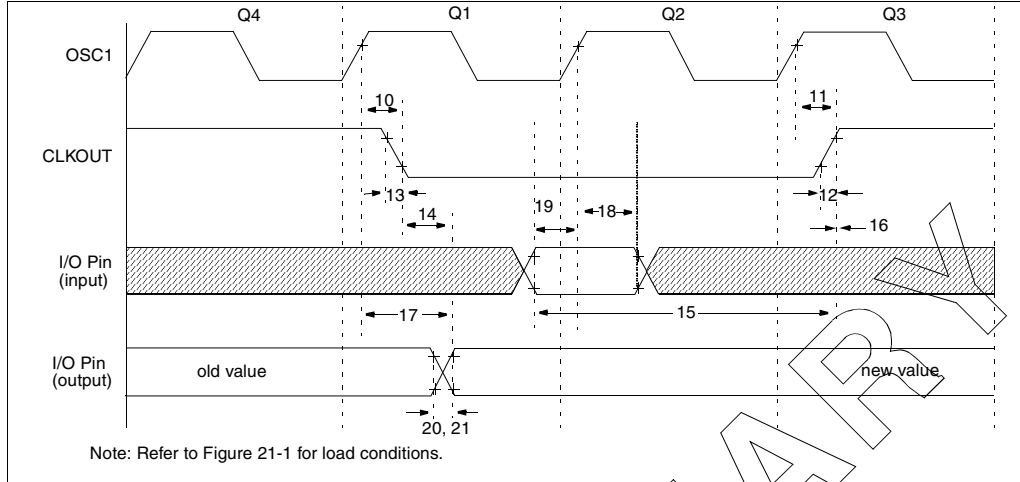 Q4 Q1 Q2 Q3
OSC1
10 11
CLKOUT
13 12
14 19 18 16
I/O Pin
(input)
17 15
I/O Pin
(output)
old value new value
20, 21
Note: Refer to Figure 21-1 for load conditions.
A R Y